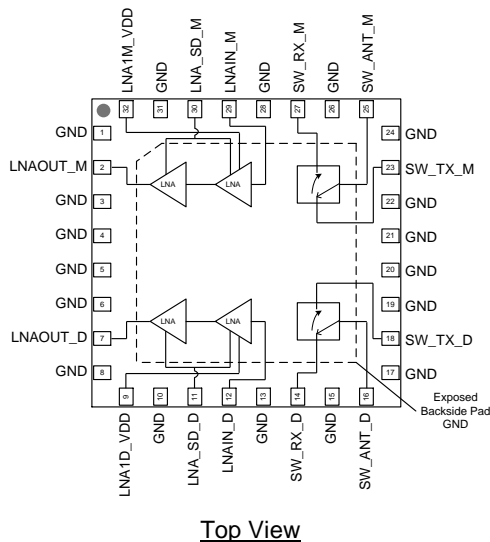 LNA1M_VDD
GND
LNA_SD_M
LNAIN_M
GND
SW_RX_M
GND
SW_ANT_M
32
31
30
29
28
27
26
25
GND 1
24 GND
LNAOUT_M 2
23 SW_TX_M
GND 3
22 GND
GND 4
21 GND
GND 5
20 GND
GND 6
19 GND
LNAOUT_D 7
18 SW_TX_D
GND 8
17 GND
LNA
LNA
LNA
LNA
9
10
11
12
13
14
15
16
LNA1D_VDD
GND
LNA_SD_D
LNAIN_D
GND
SW_RX_D
GND
SW_ANT_D
Exposed
Backside Pad
GND
Top View